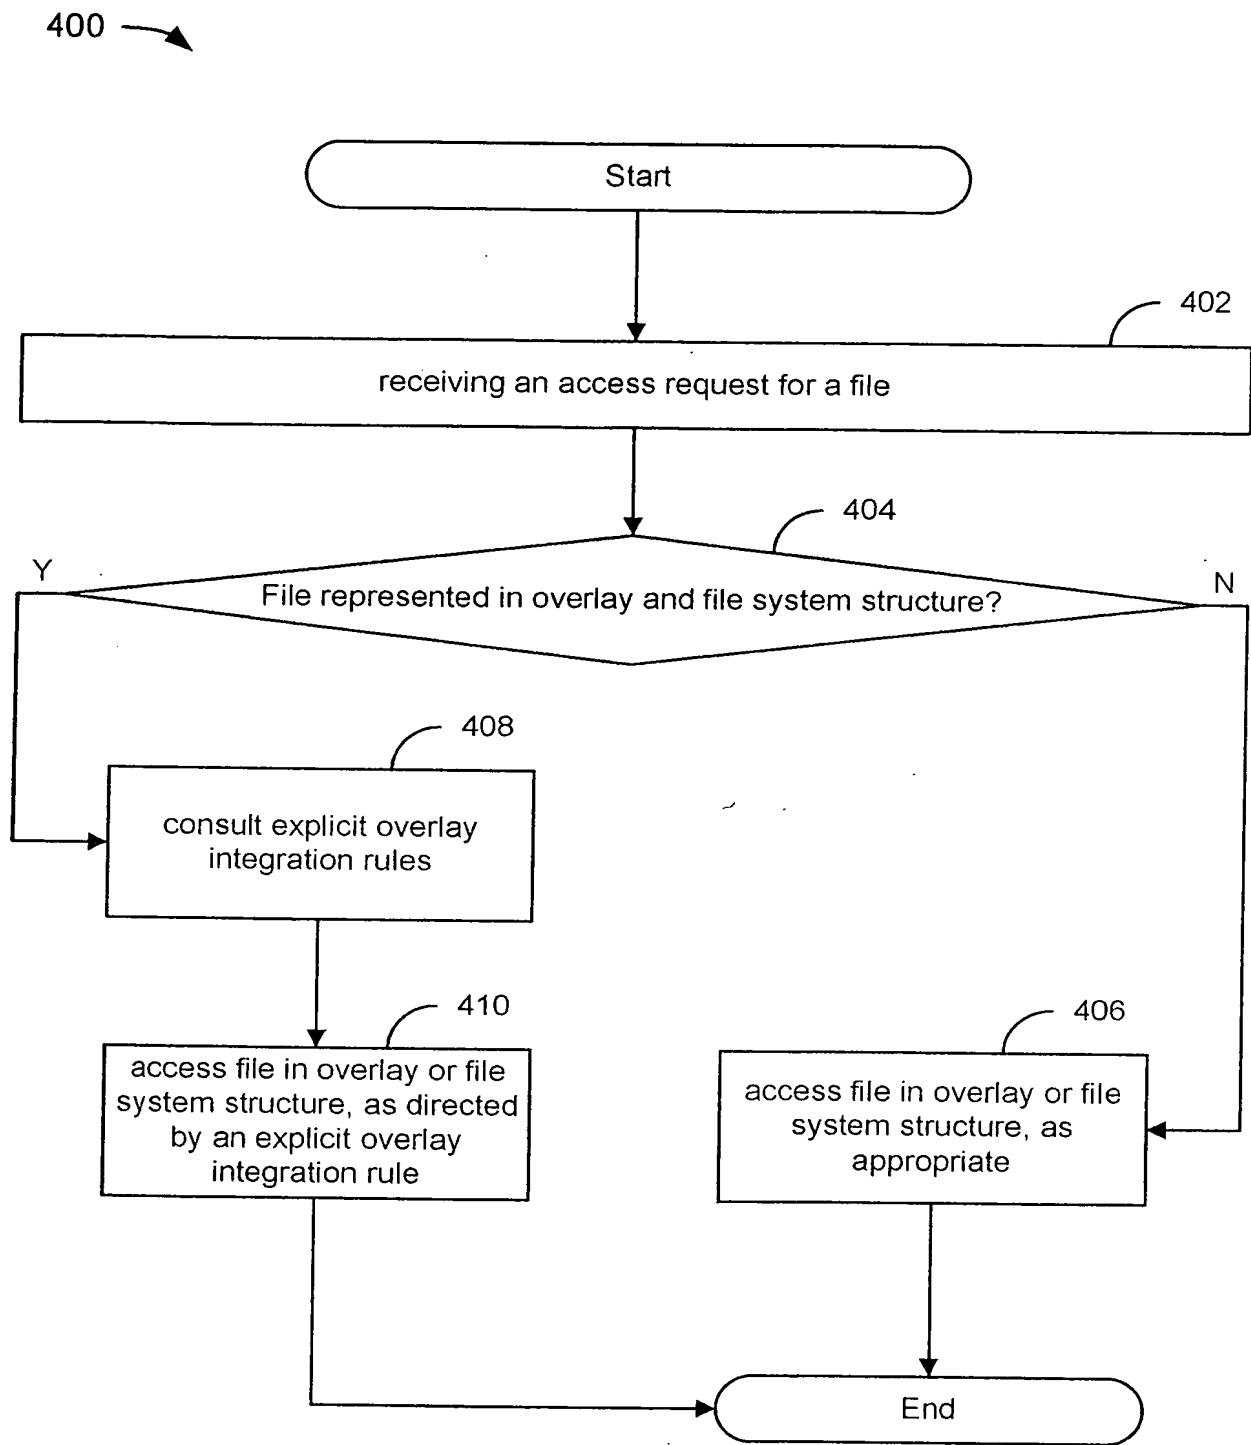 400
Start
402
receiving an access request for a file
404
Y
File represented in overlay and file system structure?
N
408
consult explicit overlay
integration rules
410
access file in overlay or file
system structure, as directed
by an explicit overlay
integration rule
406
access file in overlay or file
system structure, as
appropriate
End